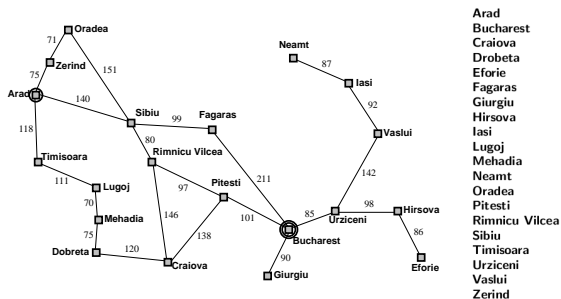 Oradea
71
Neamt
87
Zerind
151
75
Iasi
Arad
140
92
Sibiu
99
Fagaras
118
Vaslui
80
Timisoara
Rimnicu Vilcea
111
Lugoj
97
Pitesti
211
142
70
98
Hirsova
Mehadia
146
101
85
Urziceni
75
138
86
120
Bucharest
Dobreta
Craiova
90
Eforie
Giurgiu
Arad
Bucharest
Craiova
Drobeta
Eforie
Fagaras
Giurgiu
Hirsova
Iasi
Lugoj
Mehadia
Neamt
Oradea
Pitesti
Rimnicu Vilcea
Sibiu
Timisoara
Urziceni
Vaslui
Zerind